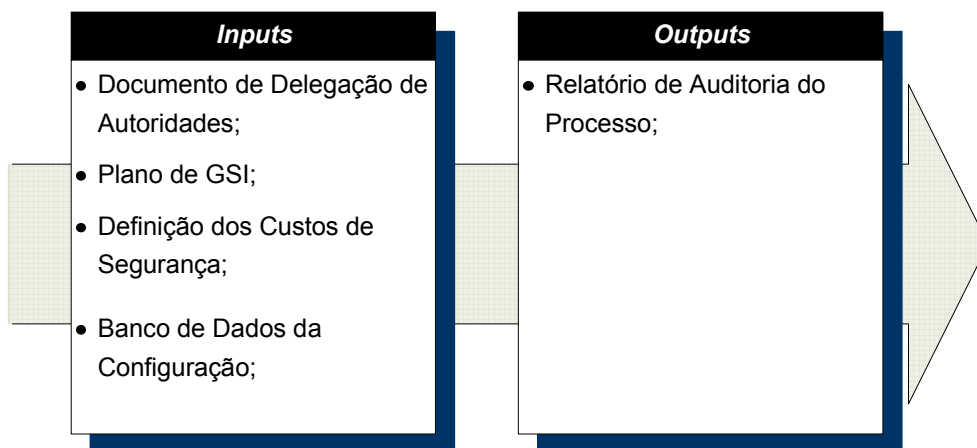 Inputs
• Documento de Delegação de
Autoridades;
• Plano de GSI;
• Definição dos Custos de
Segurança;
• Banco de Dados da
Configuração;
Outputs
• Relatório de Auditoria do
Processo;